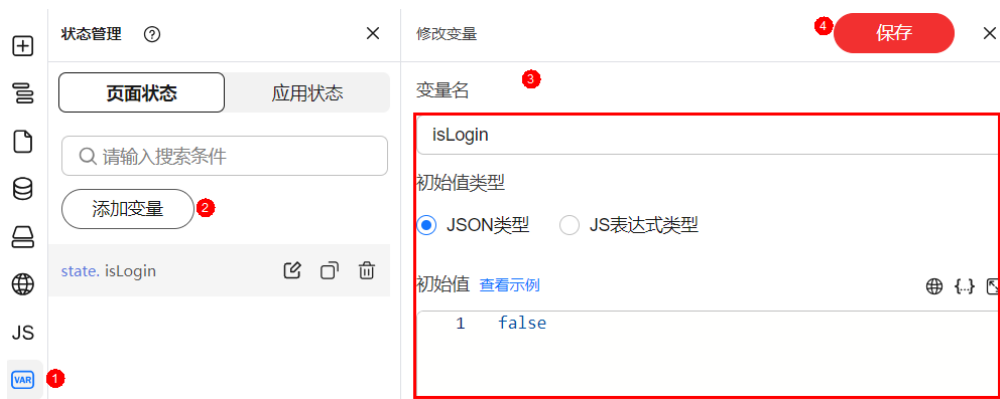 状态管理
修改变量
4
保存
页面状态
应用状态
请输入搜索条件
添加变量
2
state. isLogin
JS
VAR
1
变量名
3
isLogin
初始值类型
JSON类型
JS表达式类型
初始值 查看示例
{..}
1 false